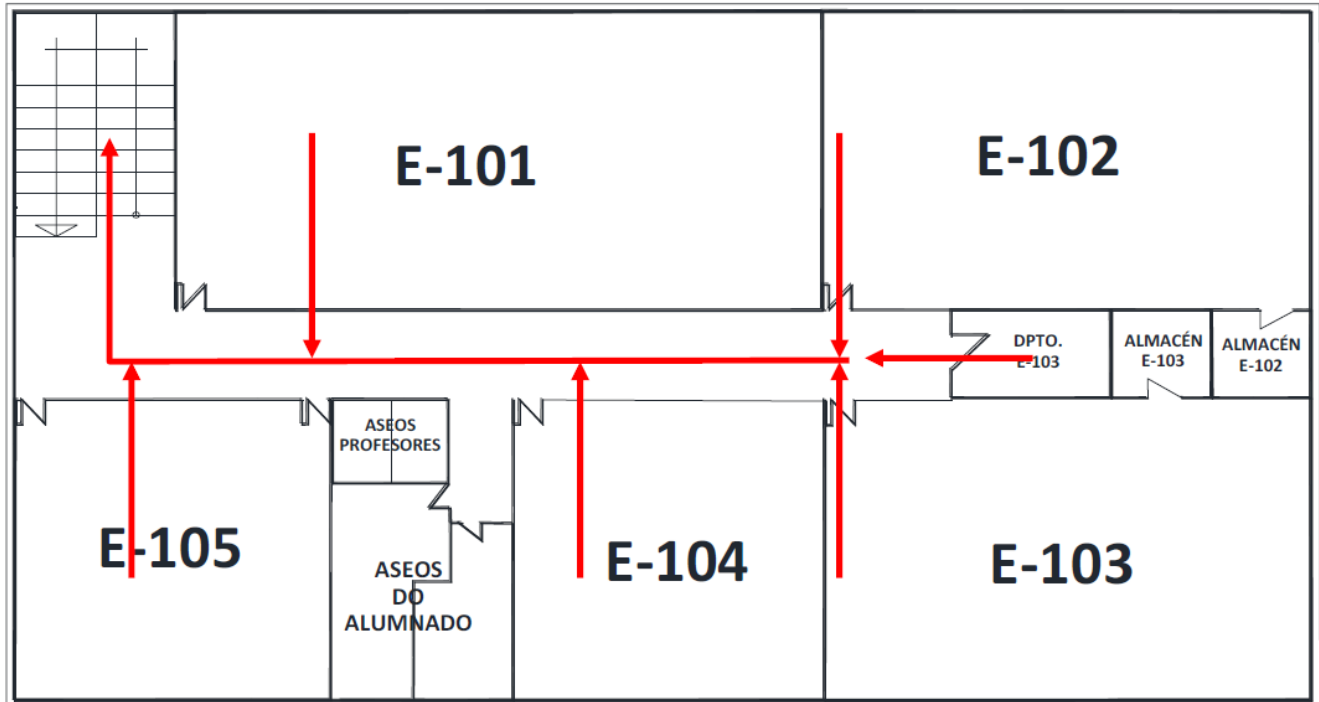 E-101
E-102
DPTO.
E-103
ALMACÉN
E-103
ALMACÉN
E-102
ASEOS
PROFESORES
E-105
ASEOS
DO
ALUMNADO
E-104
E-103